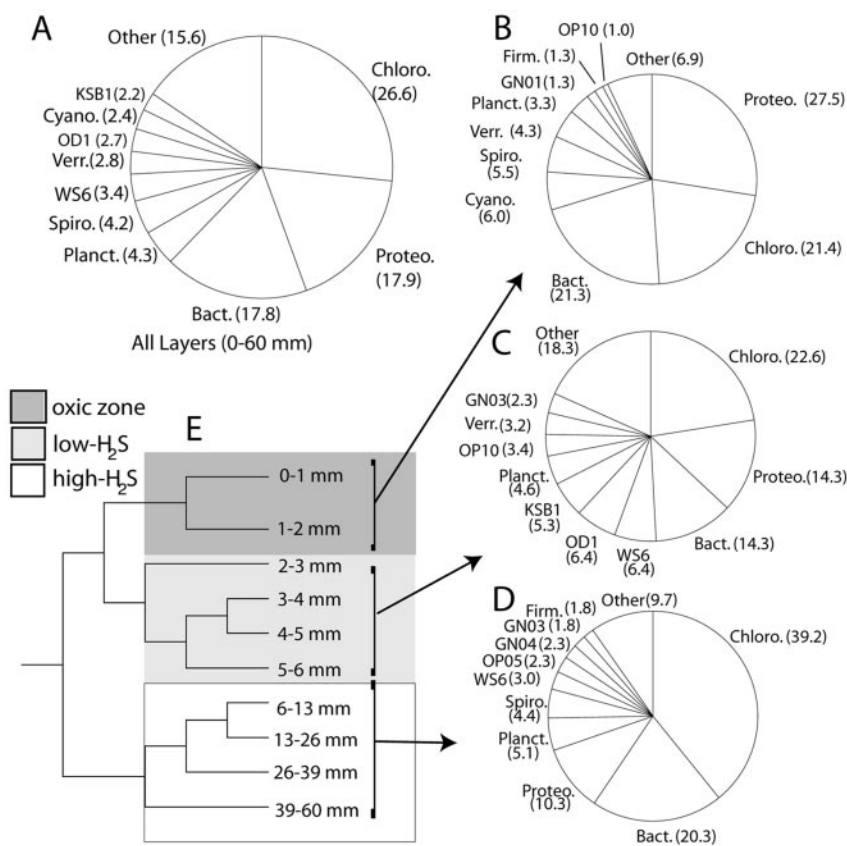 A
Other (15.6)
Chloro.
(26.6)
KSB1(2.2)
Cyano. (2.4)
OD1 (2.7)
Verr.(2.8)
WS6 (3.4)
Spiro. (4.2)
Planct. (4.3)
Proteo.
(17.9)
Bact. (17.8)
All Layers (0-60 mm)
B
OP10 (1.0)
Firm. (1.3)
Other(6.9)
GN01(1.3)
Planct. (3.3)
Proteo. (27.5)
Verr. (4.3)
Spiro.
(5.5)
Cyano.
(6.0)
Chloro. (21.4)
Bact.
(21.3)
C
Other
(18.3)
Chloro. (22.6)
GN03(2.3)
Verr. (3.2)
OP10 (3.4)
Planct.
(4.6)
KSB1
(5.3)
OD1
(6.4)
WS6
(6.4)
Proteo.(14.3)
Bact. (14.3)
D
Firm. (1.8)
Other(9.7)
GN03 (1.8)
GN04 (2.3)
OP05 (2.3)
WS6 (3.0)
Chloro. (39.2)
Spiro.
(4.4)
Planct.
(5.1)
Proteo.
(10.3)
Bact. (20.3)
oxic zone
low-H₂S
high-H₂S
E
0-1 mm
1-2 mm
2-3 mm
3-4 mm
4-5 mm
5-6 mm
6-13 mm
13-26 mm
26-39 mm
39-60 mm